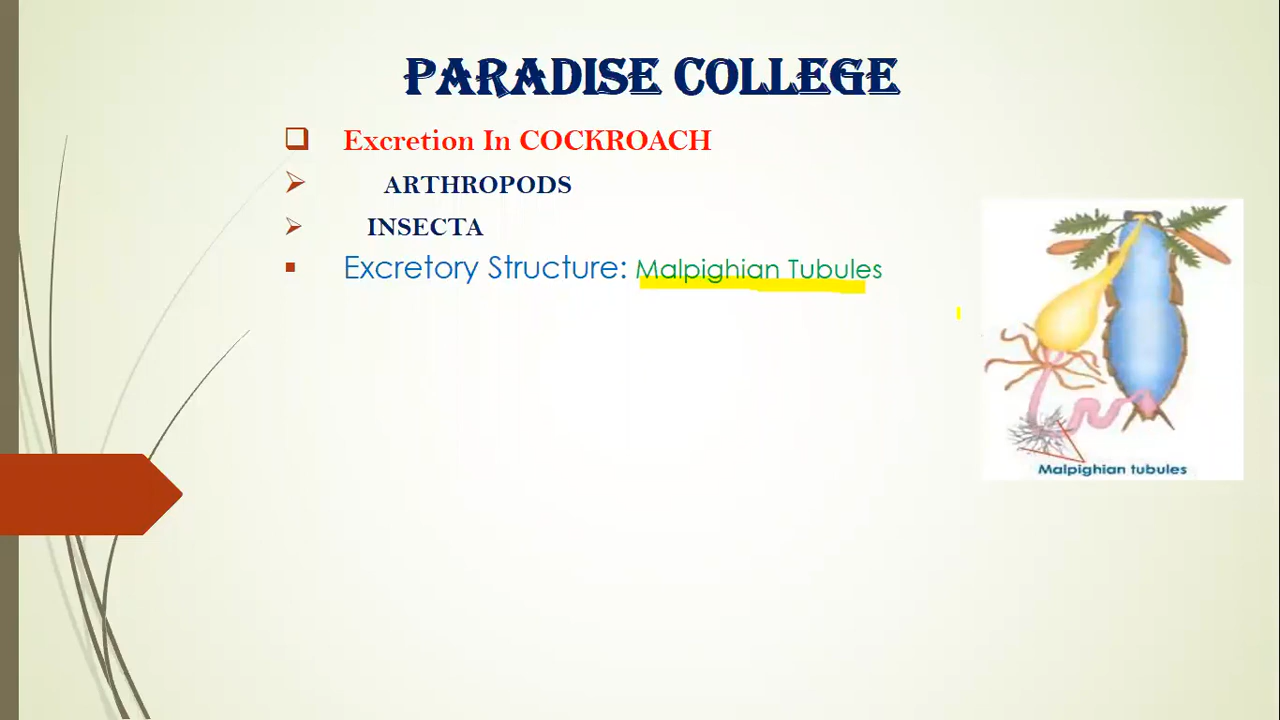 PARADISE COLLEGE
Excretion In COCKROACH
ARTHROPODS
INSECTA
Excretory Structure: Malpighian Tubules
Malpighian tubules